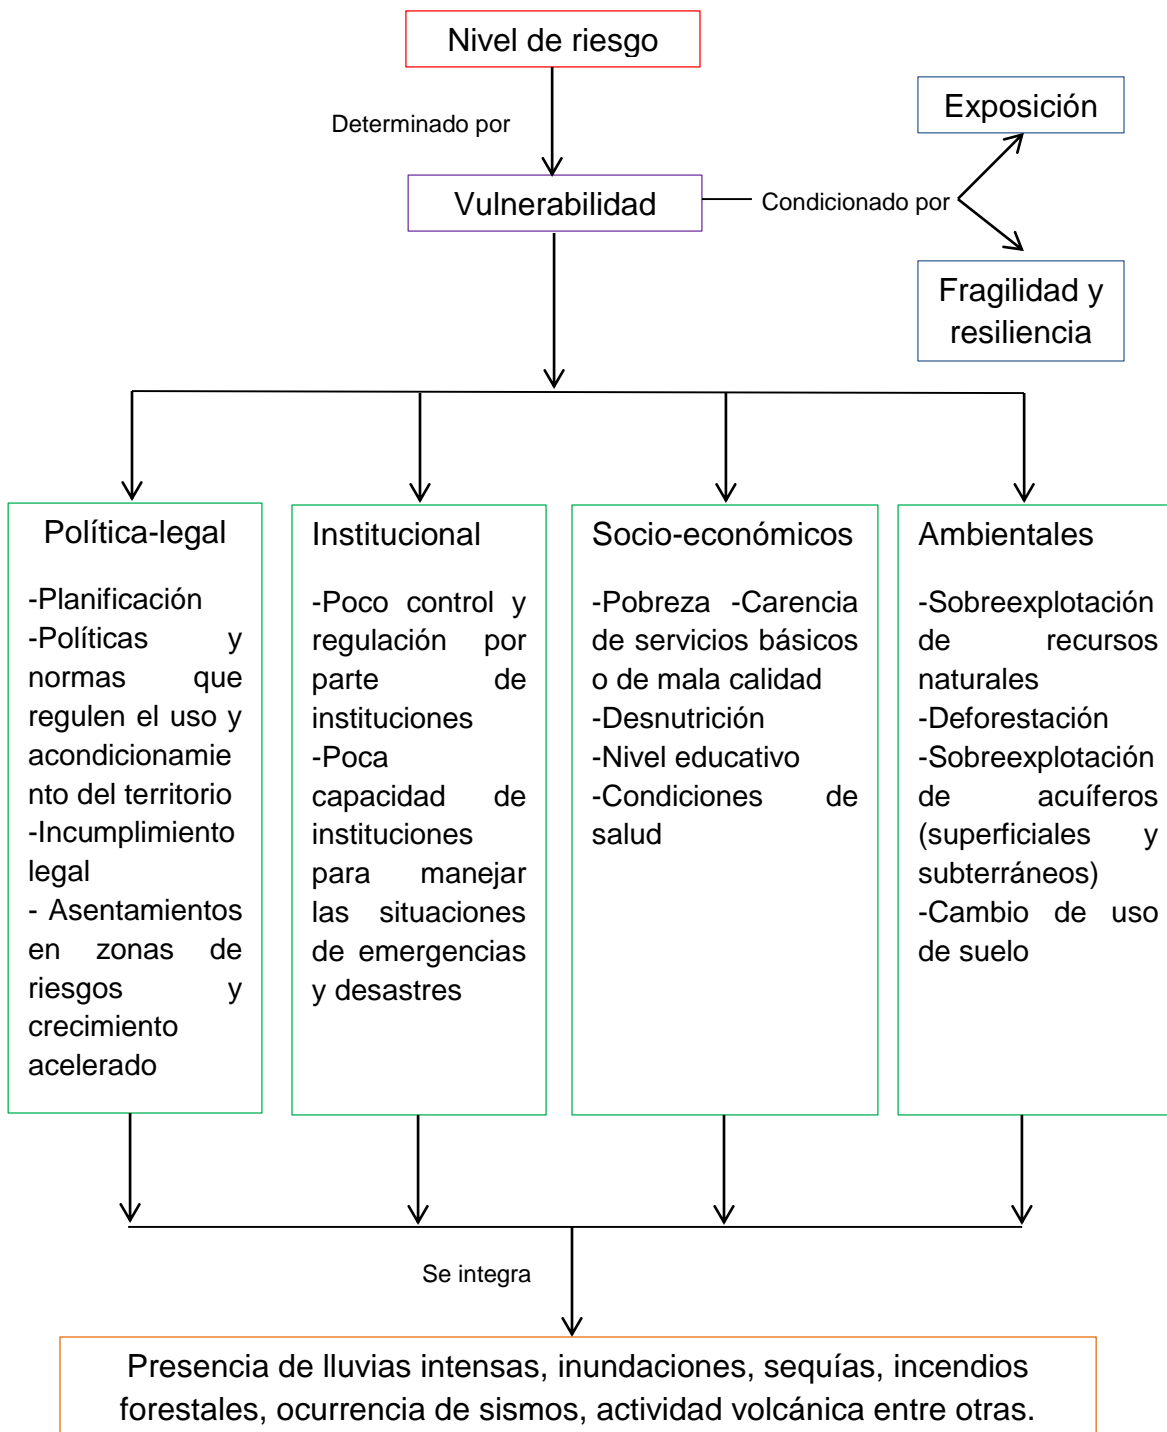 Nivel de riesgo
Determinado por
Exposición
Vulnerabilidad
Condicionado por
Fragilidad y
resiliencia
Política-legal
-Planificación
-Políticas y
normas que
regulen el uso y
acondicionamie
nto del territorio
-Incumplimiento
legal
- Asentamientos
en zonas de
riesgos y
crecimiento
acelerado
Institucional
-Poco control y
regulación por
parte de
instituciones
-Poca
capacidad de
instituciones
para manejar
las situaciones
de emergencias
y desastres
Socio-económicos
-Pobreza -Carencia
de servicios básicos
o de mala calidad
-Desnutrición
-Nivel educativo
-Condiciones de
salud
Ambientales
-Sobreexplotación
de recursos
naturales
-Deforestación
-Sobreexplotación
de acuíferos
(superficiales y
subterráneos)
-Cambio de uso
de suelo
Se integra
Presencia de lluvias intensas, inundaciones, sequías, incendios
forestales, ocurrencia de sismos, actividad volcánica entre otras.